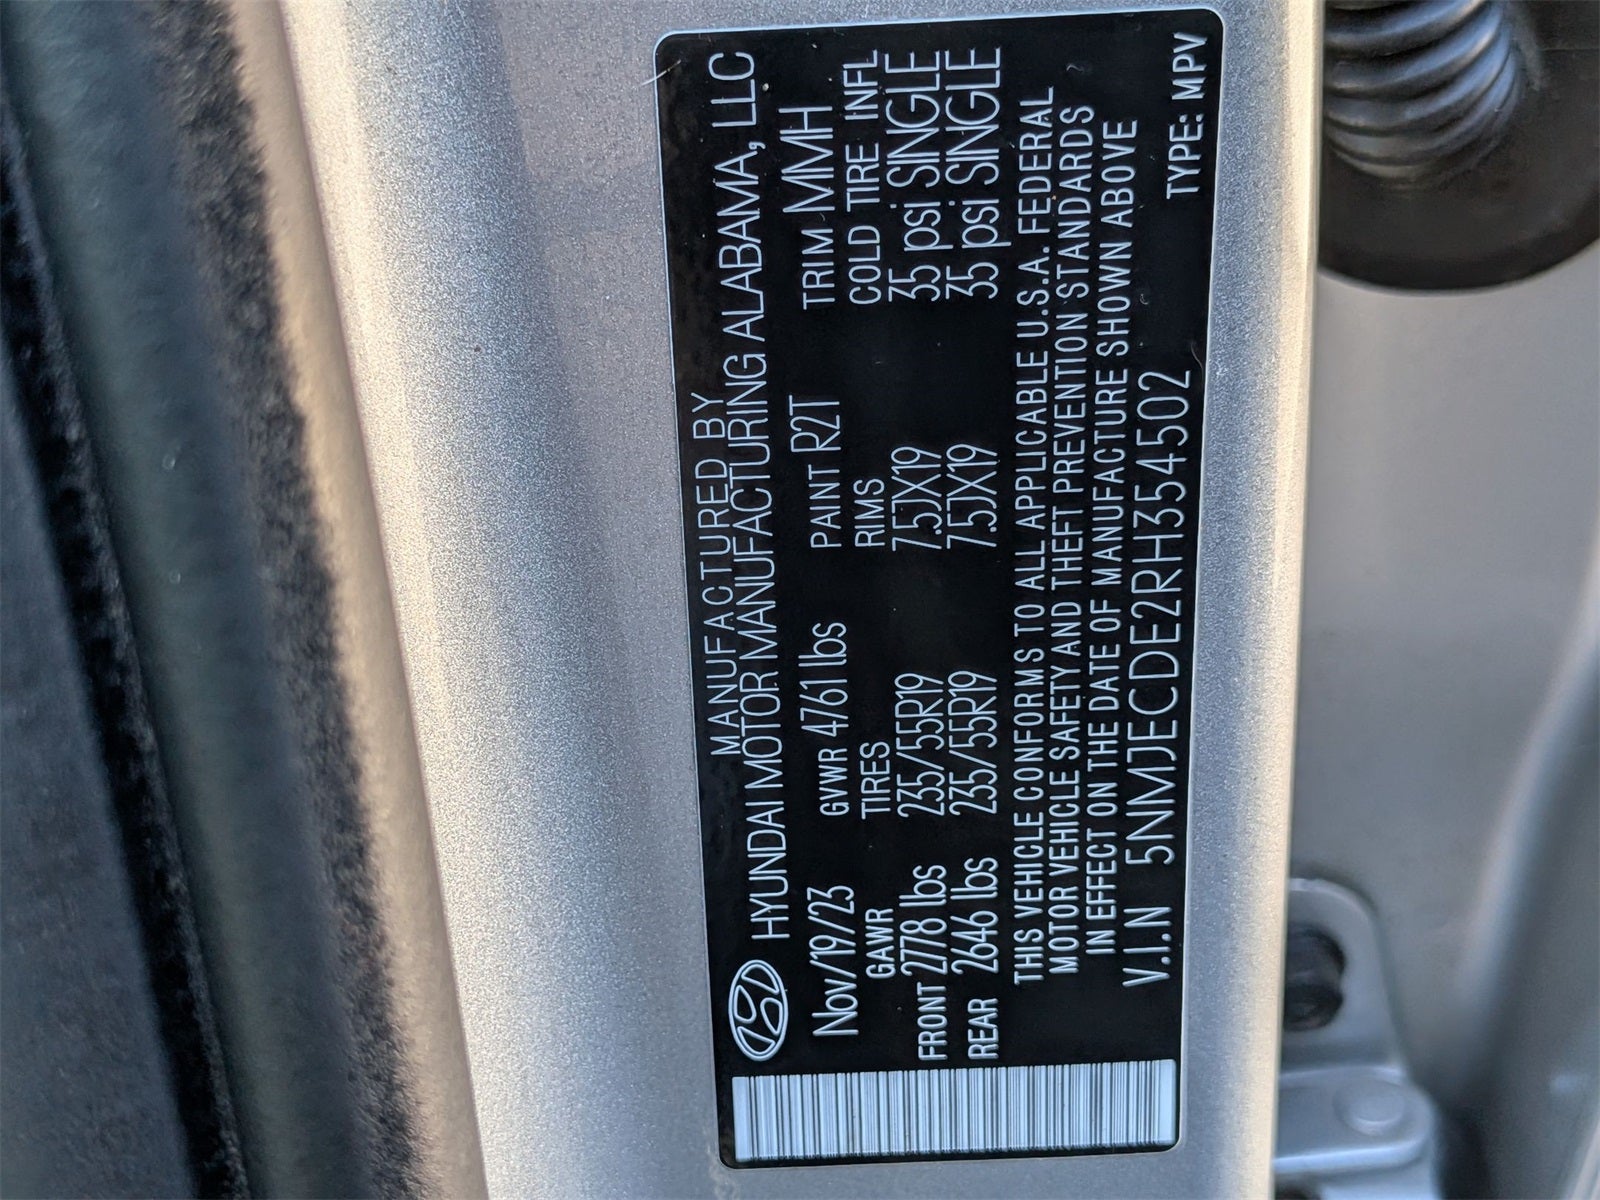 MANUFACTURED BY
HYUNDAI MOTOR MANUFACTURING ALABAMA, LLC
Nov/19/23 GVWR 4761 lbs PAINT R2T TRIM MMH
GAWR TIRES RIMS COLD TIRE INFL
FRONT 2778 lbs 235/55R19 7.5JX19 35 psi SINGLE
REAR 2646 lbs 235/55R19 7.5JX19 35 psi SINGLE
THIS VEHICLE CONFORMS TO ALL APPLICABLE U.S.A. FEDERAL
MOTOR VEHICLE SAFETY AND THEFT PREVENTION STANDARDS
IN EFFECT ON THE DATE OF MANUFACTURE SHOWN ABOVE
V.I.N 5NMJECDE2RH354502 TYPE: MPV